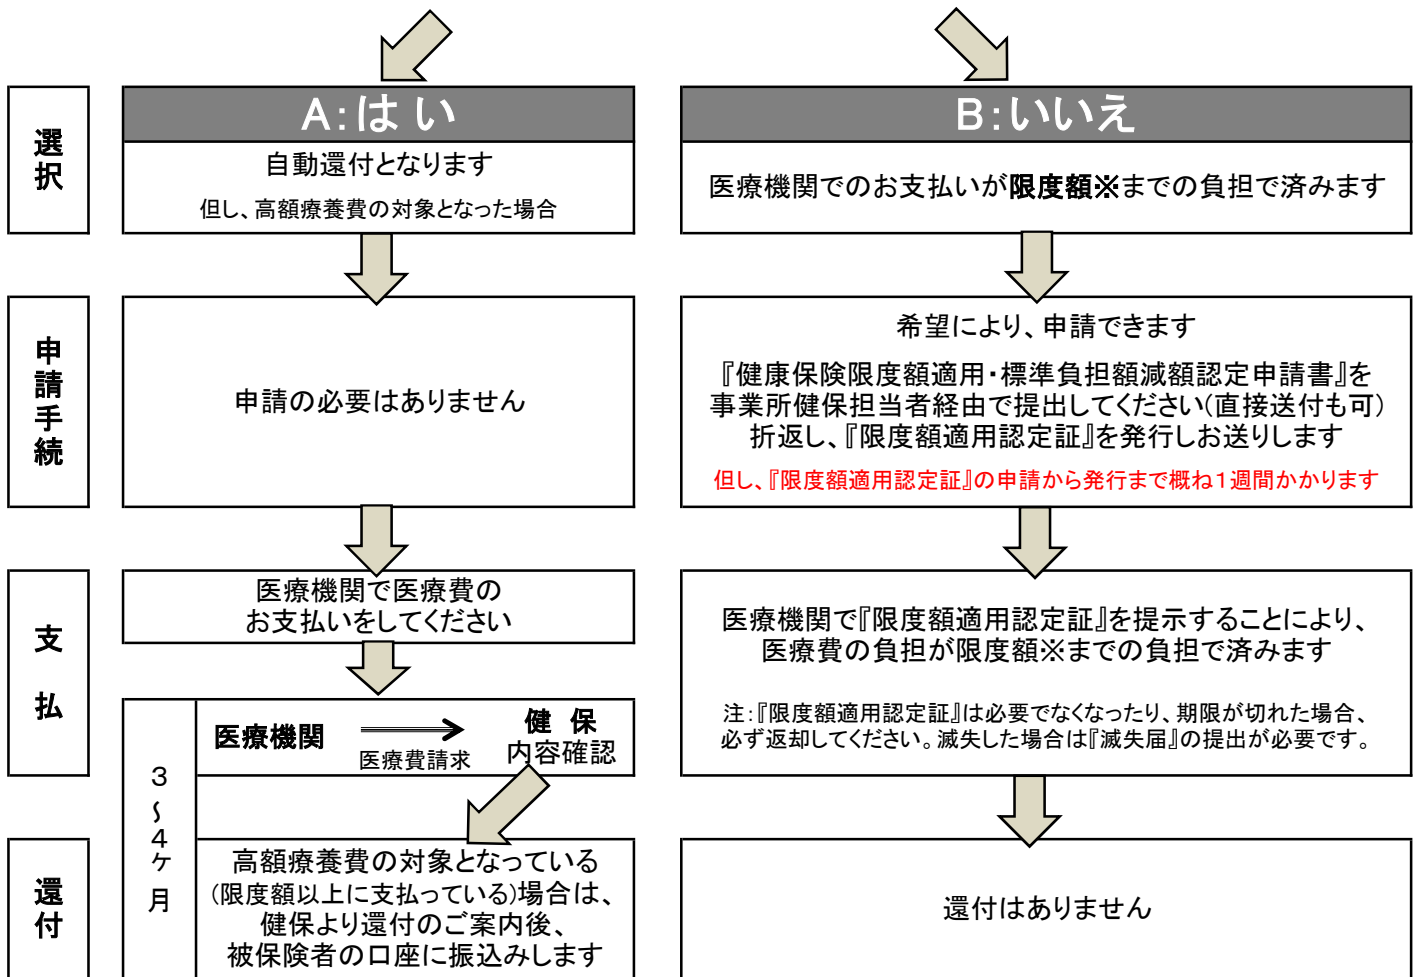 選択
A:はい
自動還付となります
但し、高額療養費の対象となった場合
B:いいえ
医療機関でのお支払いが限度額※までの負担で済みます
申請手続
申請の必要はありません
希望により、申請できます
『健康保険限度額適用・標準負担額減額認定申請書』を
事業所健保担当者経由で提出してください(直接送付も可)
折返し、『限度額適用認定証』を発行しお送りします
但し、『限度額適用認定証』の申請から発行まで概ね1週間かかります
支払
医療機関で医療費の
お支払いをしてください
3~4ケ月
医療機関
医療費請求
健 保
内容確認
医療機関で『限度額適用認定証』を提示することにより、
医療費の負担が限度額※までの負担で済みます
注:『限度額適用認定証』は必要でなくなったり、期限が切れた場合、
必ず返却してください。滅失した場合は『滅失届』の提出が必要です。
還付
高額療養費の対象となっている
(限度額以上に支払っている)場合は、
健保より還付のご案内後、
被保険者の口座に振込みします
還付はありません